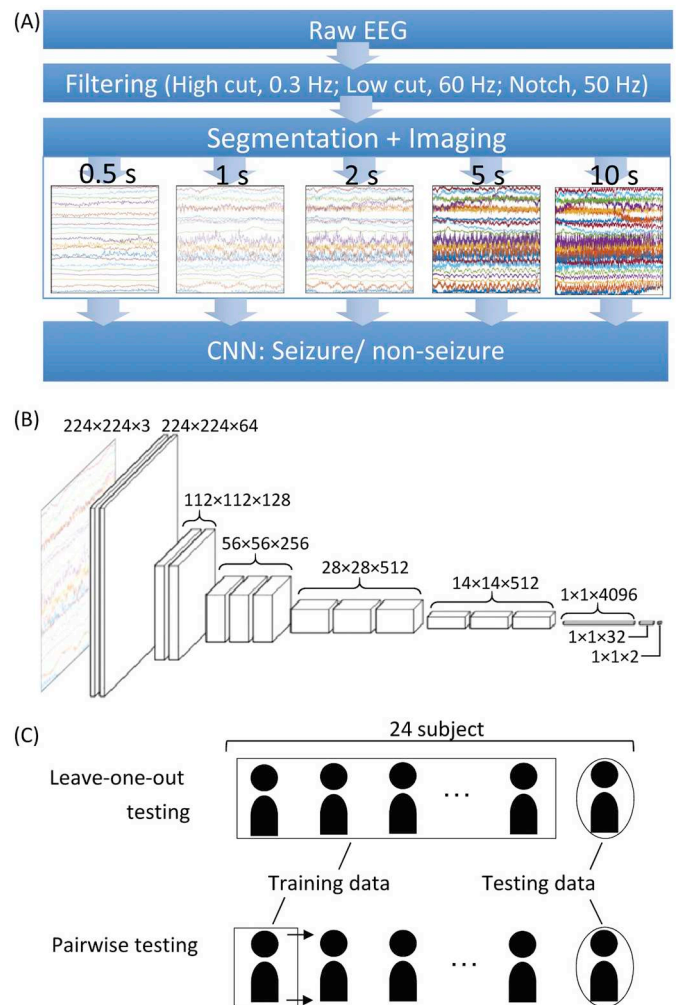 (A)
Raw EEG
Filtering (High cut, 0.3 Hz; Low cut, 60 Hz; Notch, 50 Hz)
Segmentation + Imaging
0.5 s 1 s 2 s 5 s 10 s
CNN: Seizure/ non-seizure
(B)
224×224×3 224×224×64
112×112×128
56×56×256
28×28×512
14×14×512
1×1×4096
1×1×32
1×1×2
(C)
24 subject
Leave-one-out
testing
...
Training data Testing data
Pairwise testing
...